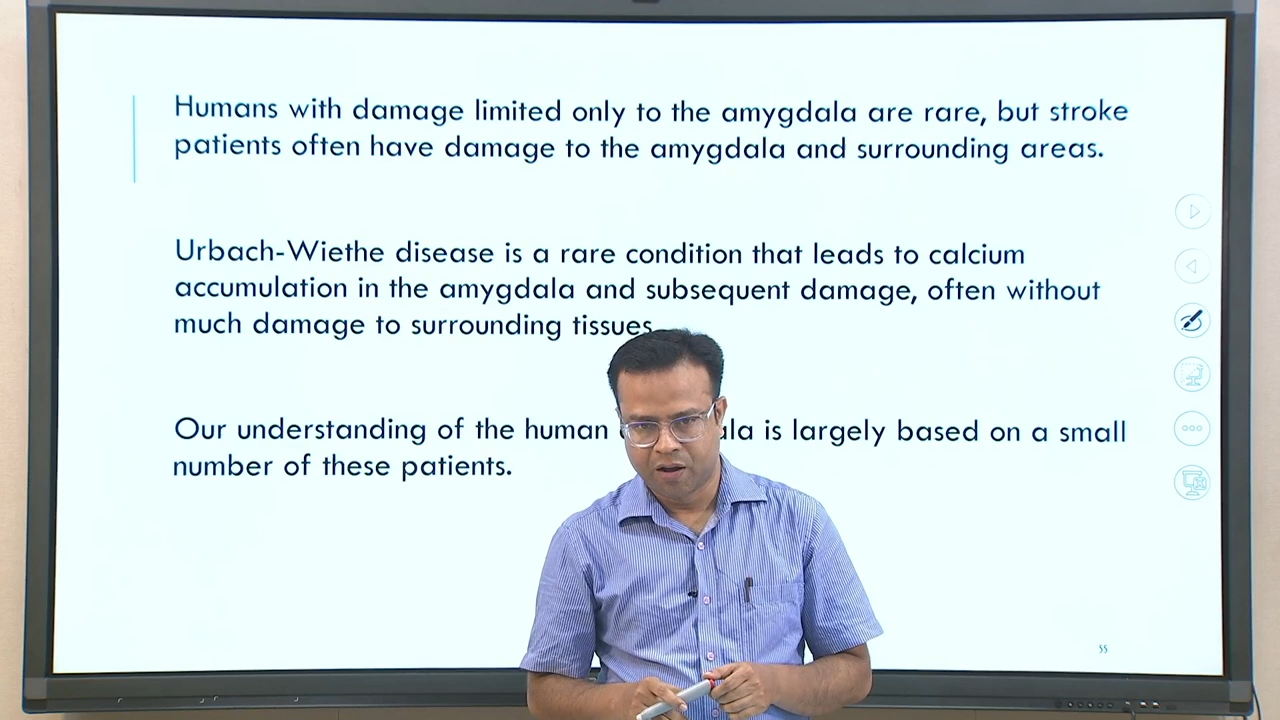 Humans with damage limited only to the amygdala are rare, but stroke
patients often have damage to the amygdala and surrounding areas.
Urbach-Wiethe disease is a rare condition that leads to calcium
accumulation in the amygdala and subsequent damage, often without
much damage to surrounding tissues.
Our understanding of the human is largely based on a small
number of these patients.
55